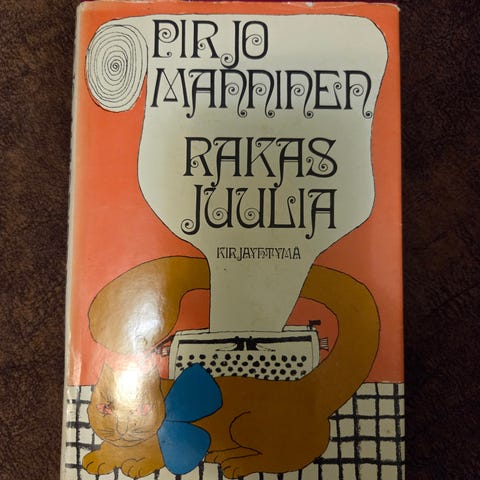 PIRJO
MANNINEN
RAKAS
JUULIA
KIRJAYHTYMÄ